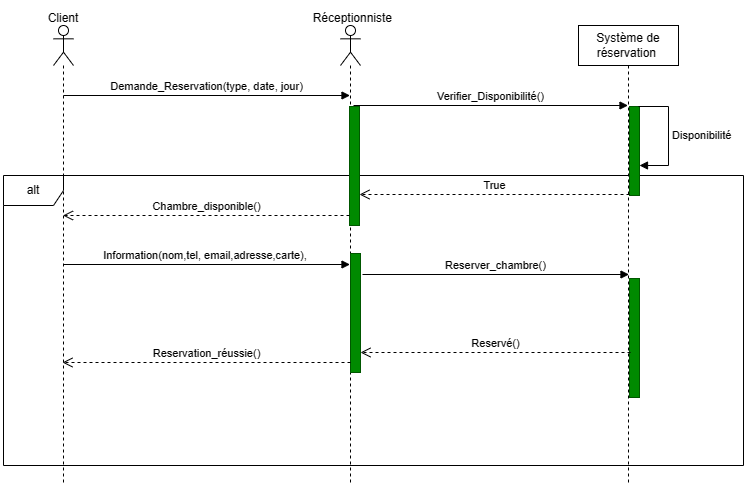 Client
Réceptionniste
Système de
réservation
Demande_Reservation(type, date, jour)
Verifier_Disponibilité()
Disponibilité
alt
True
Chambre_disponible()
Information(nom,tel, email,adresse,carte),
Reserver_chambre()
Reservé()
Reservation_réussie()